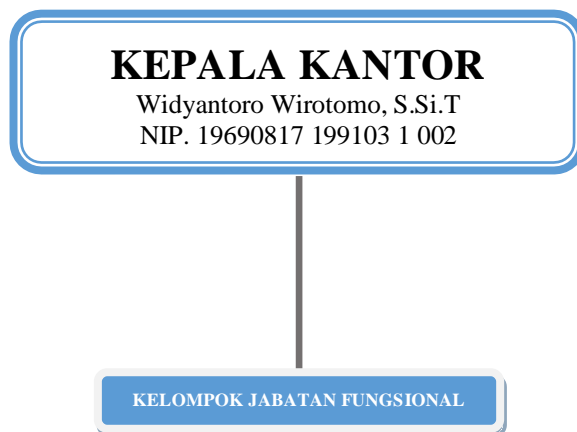 KEPALA KANTOR
Widyantoro Wirotomo, S.Si.T
NIP. 19690817 199103 1 002
KELOMPOK JABATAN FUNGSIONAL